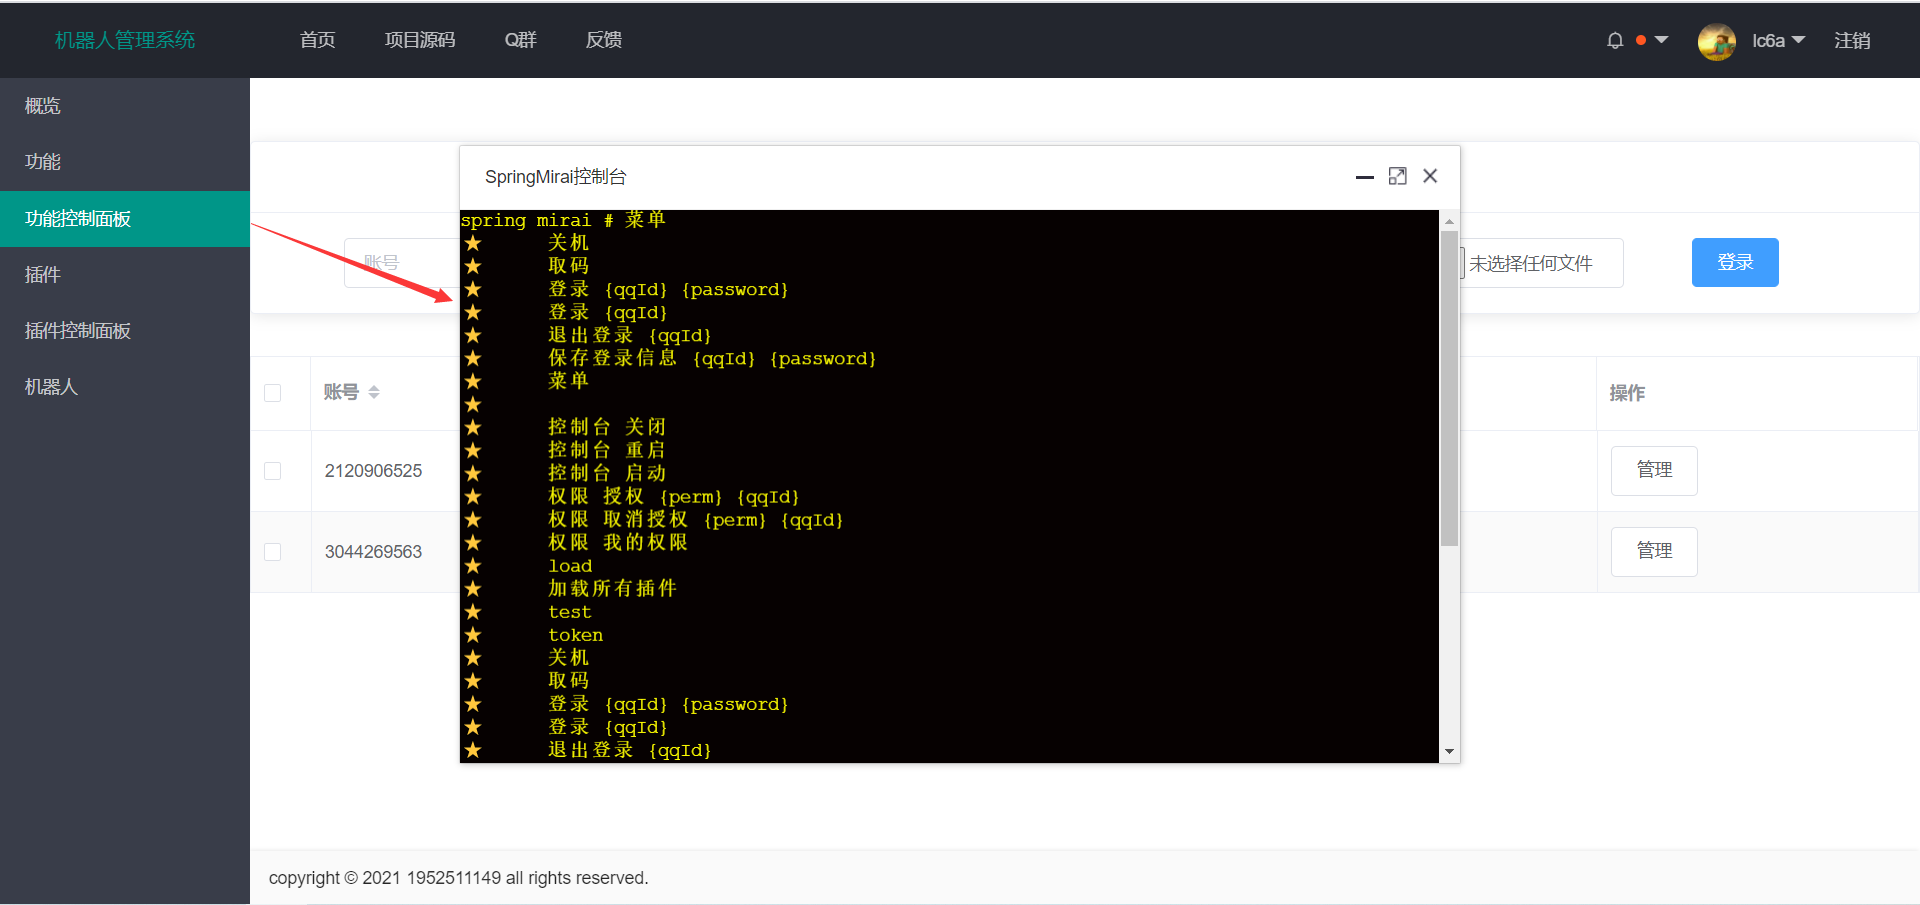 机器人管理系统 首页 项目源码 Q群 反馈 lc6a 注销
概览
功能
功能控制面板
插件
插件控制面板
机器人
SpringMirai控制台
账号
未选择任何文件 登录
spring mirai # 菜单
★ 关机
★ 取码
★ 登录 {qqId} {password}
★ 登录 {qqId}
★ 退出登录 {qqId}
★ 保存登录信息 {qqId} {password}
★ 菜单
★
★ 控制台 关闭
★ 控制台 重启
★ 控制台 启动
★ 权限 授权 {perm} {qqId}
★ 权限 取消授权 {perm} {qqId}
★ 权限 我的权限
★ load
★ 加载所有插件
★ test
★ token
★ 关机
★ 取码
★ 登录 {qqId} {password}
★ 登录 {qqId}
★ 退出登录 {qqId}
账号 操作
2120906525 管理
3044269563 管理
copyright © 2021 1952511149 all rights reserved.